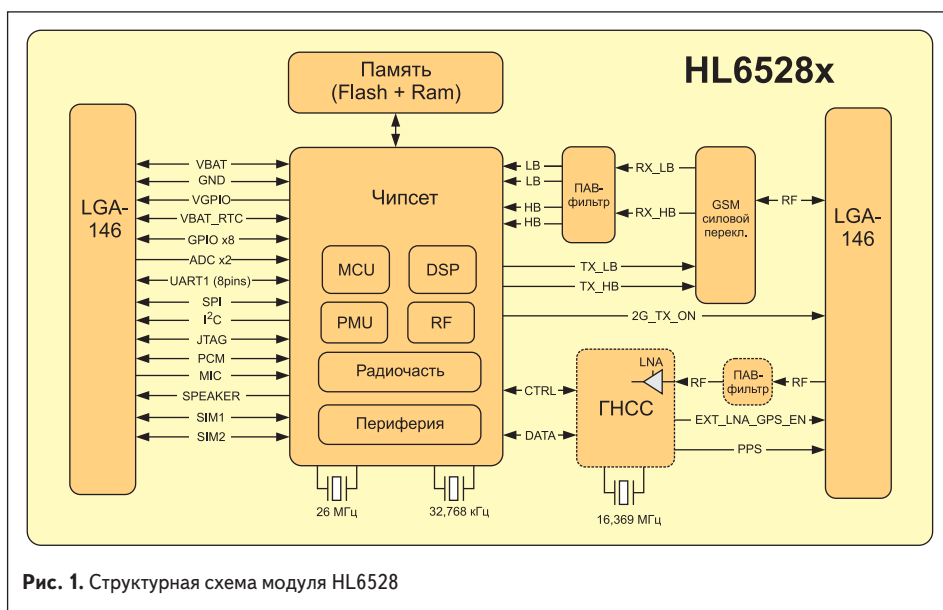 HL6528x
Память
(Flash + Ram)
LGA-
146
VBAT
GND
VGPIO
VBAT_RTC
GPIO x8
ADC x2
UART1 (8pins)
SPI
I²C
JTAG
PCM
MIC
SPEAKER
SIM1
SIM2
Чипсет
MCU
DSP
PMU
RF
Радиочасть
Периферия
26 МГц
32,768 кГц
LB
LB
HB
HB
ПАВ-
фильтр
RX_LB
RX_HB
GSM
силовой
перекл.
RF
TX_LB
TX_HB
2G_TX_ON
CTRL
DATA
LNA
ГНСС
RF
ПАВ-
фильтр
RF
EXT_LNA_GPS_EN
PPS
16,369 МГц
LGA-
146
Рис. 1. Структурная схема модуля HL6528